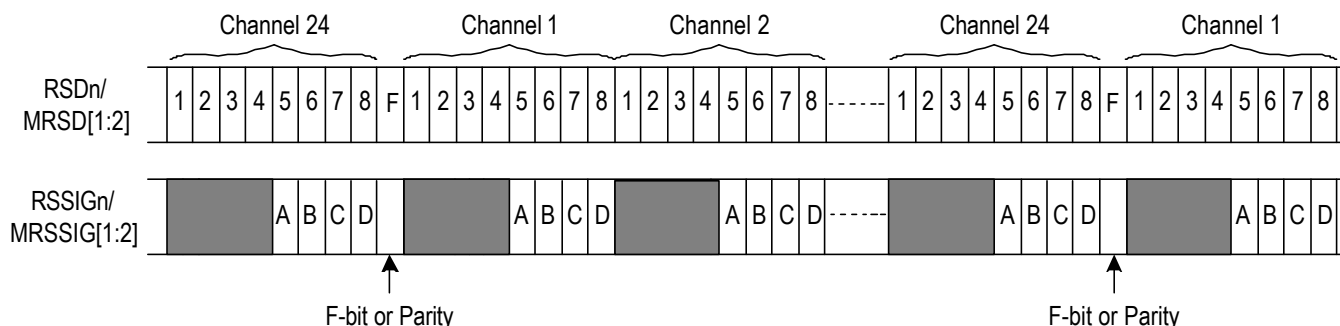 Channel 24 Channel 1 Channel 2 Channel 24 Channel 1
RSDn/
MRSD[1:2]
1 2 3 4 5 6 7 8 F 1 2 3 4 5 6 7 8 1 2 3 4 5 6 7 8 1 2 3 4 5 6 7 8 F 1 2 3 4 5 6 7 8
RSSIGn/
MRSSIG[1:2]
A B C D A B C D A B C D A B C D A B C D
F-bit or Parity F-bit or Parity